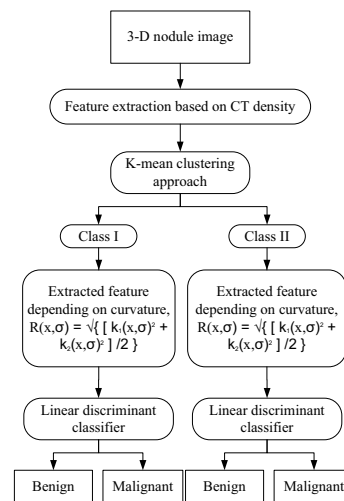 3-D nodule image
Feature extraction based on CT density
K-mean clustering
approach
Class I
Class II
Extracted feature
depending on curvature,
R(x,σ) = √{ [ k₁(x,σ)² +
k₂(x,σ)² ] /2 }
Extracted feature
depending on curvature,
R(x,σ) = √{ [ k₁(x,σ)² +
k₂(x,σ)² ] /2 }
Linear discriminant
classifier
Linear discriminant
classifier
Benign
Malignant
Benign
Malignant